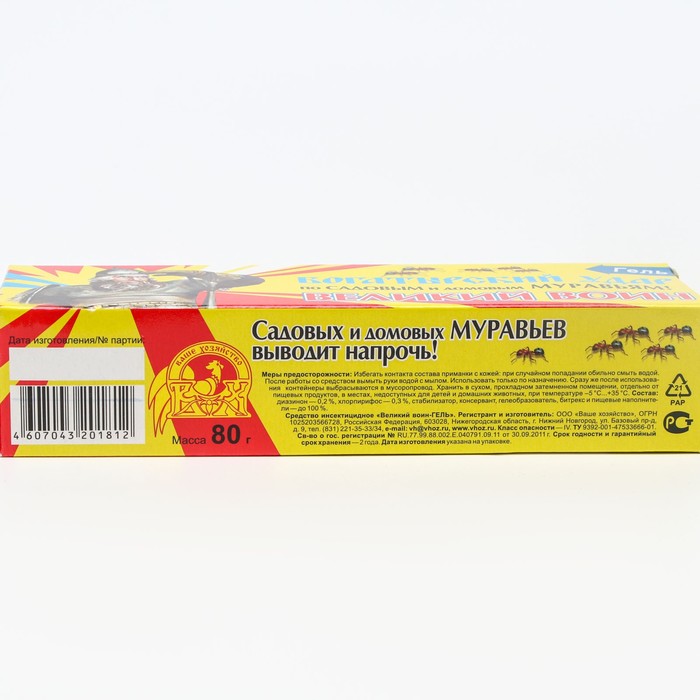 Гель
БОГАТЫРСКИЙ УДАР
ПО САДОВЫМ И ДОМОВЫМ МУРАВЬЯМ!
ВЕЛИКИЙ ВОИН
Дата изготовления/№ партии:
4 607043 201812
ваше хозяйство
ВХ
Масса 80 г
Садовых и домовых МУРАВЬЕВ
выводит напрочь!
Меры предосторожности: Избегать контакта состава приманки с кожей: при случайном попадании обильно смыть водой.
После работы со средством вымыть руки водой с мылом. Использовать только по назначению. Сразу же после использова-
ния контейнеры выбрасываются в мусоропровод. Хранить в сухом, прохладном затемненном помещении, отдельно от
пищевых продуктов, в местах, недоступных для детей и домашних животных, при температуре –5°С...+35°С. Состав:
диазинон – 0,2 %, хлорпирифос – 0,3 %, стабилизатор, консервант, гелеобразователь, битрекс и пищевые наполните-
ли — до 100 %.
Средство инсектицидное «Великий воин-ГЕЛЬ». Регистрант и изготовитель: ООО «Ваше хозяйство», ОГРН
1025203566728, Российская Федерация, 603028, Нижегородская область, г. Нижний Новгород, ул. Базовый пр-д,
д. 9, тел. (831) 221-35-33/34, e-mail: vh@vhoz.ru, www.vhoz.ru. Класс опасности – IV. ТУ 9392-001-47533666-01.
Св-во о гос. регистрации № RU.77.99.88.002.Е.040791.09.11 от 30.09.2011г. Срок годности и гарантийный
срок хранения — 2 года. Дата изготовления указана на упаковке.
21
PAP
РСТ